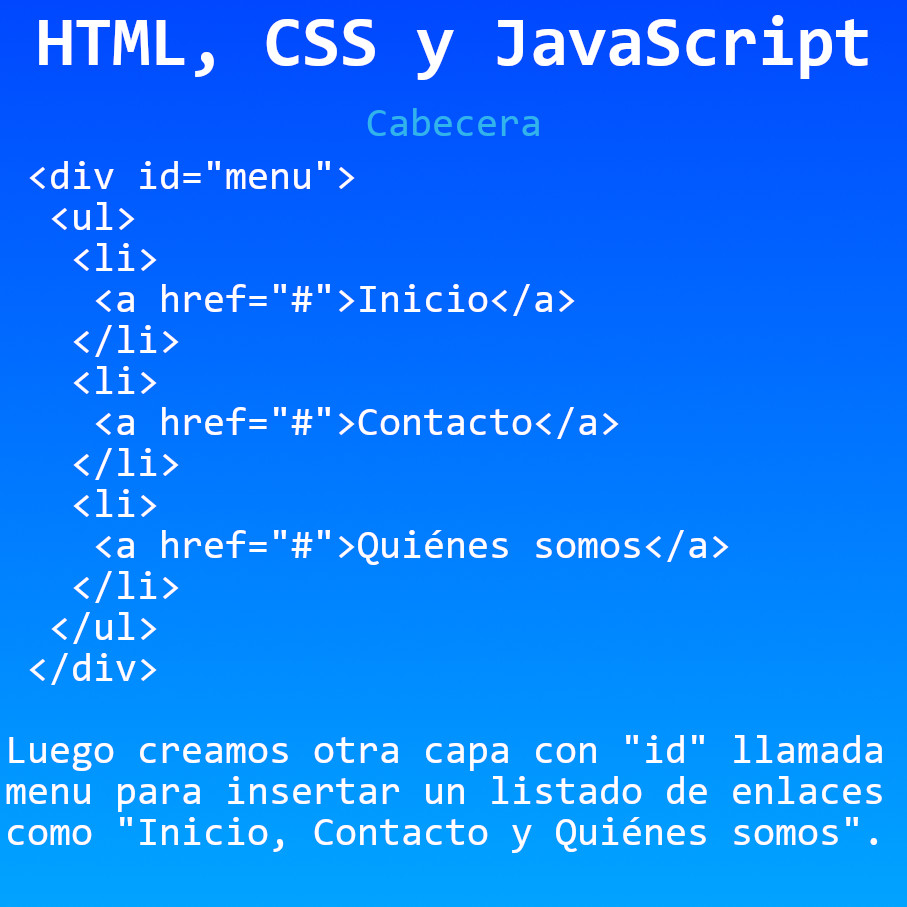 HTML, CSS y JavaScript
Cabecera
<div id="menu">
<ul>
<li>
<a href="#">Inicio</a>
</li>
<li>
<a href="#">Contacto</a>
</li>
<li>
<a href="#">Quiénes somos</a>
</li>
</ul>
</div>
Luego creamos otra capa con "id" llamada
menu para insertar un listado de enlaces
como "Inicio, Contacto y Quiénes somos".